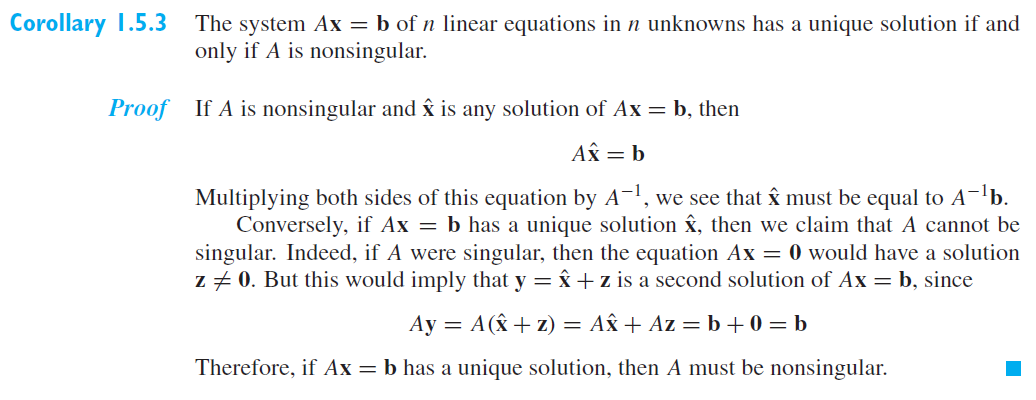 Corollary 1.5.3 The system Ax = b of n linear equations in n unknowns has a unique solution if and
only if A is nonsingular.
Proof If A is nonsingular and x̂ is any solution of Ax = b, then
Ax̂ = b
Multiplying both sides of this equation by A⁻¹, we see that x̂ must be equal to A⁻¹b.
Conversely, if Ax = b has a unique solution x̂, then we claim that A cannot be
singular. Indeed, if A were singular, then the equation Ax = 0 would have a solution
z ≠ 0. But this would imply that y = x̂ + z is a second solution of Ax = b, since
Ay = A(x̂ + z) = Ax̂ + Az = b + 0 = b
Therefore, if Ax = b has a unique solution, then A must be nonsingular.